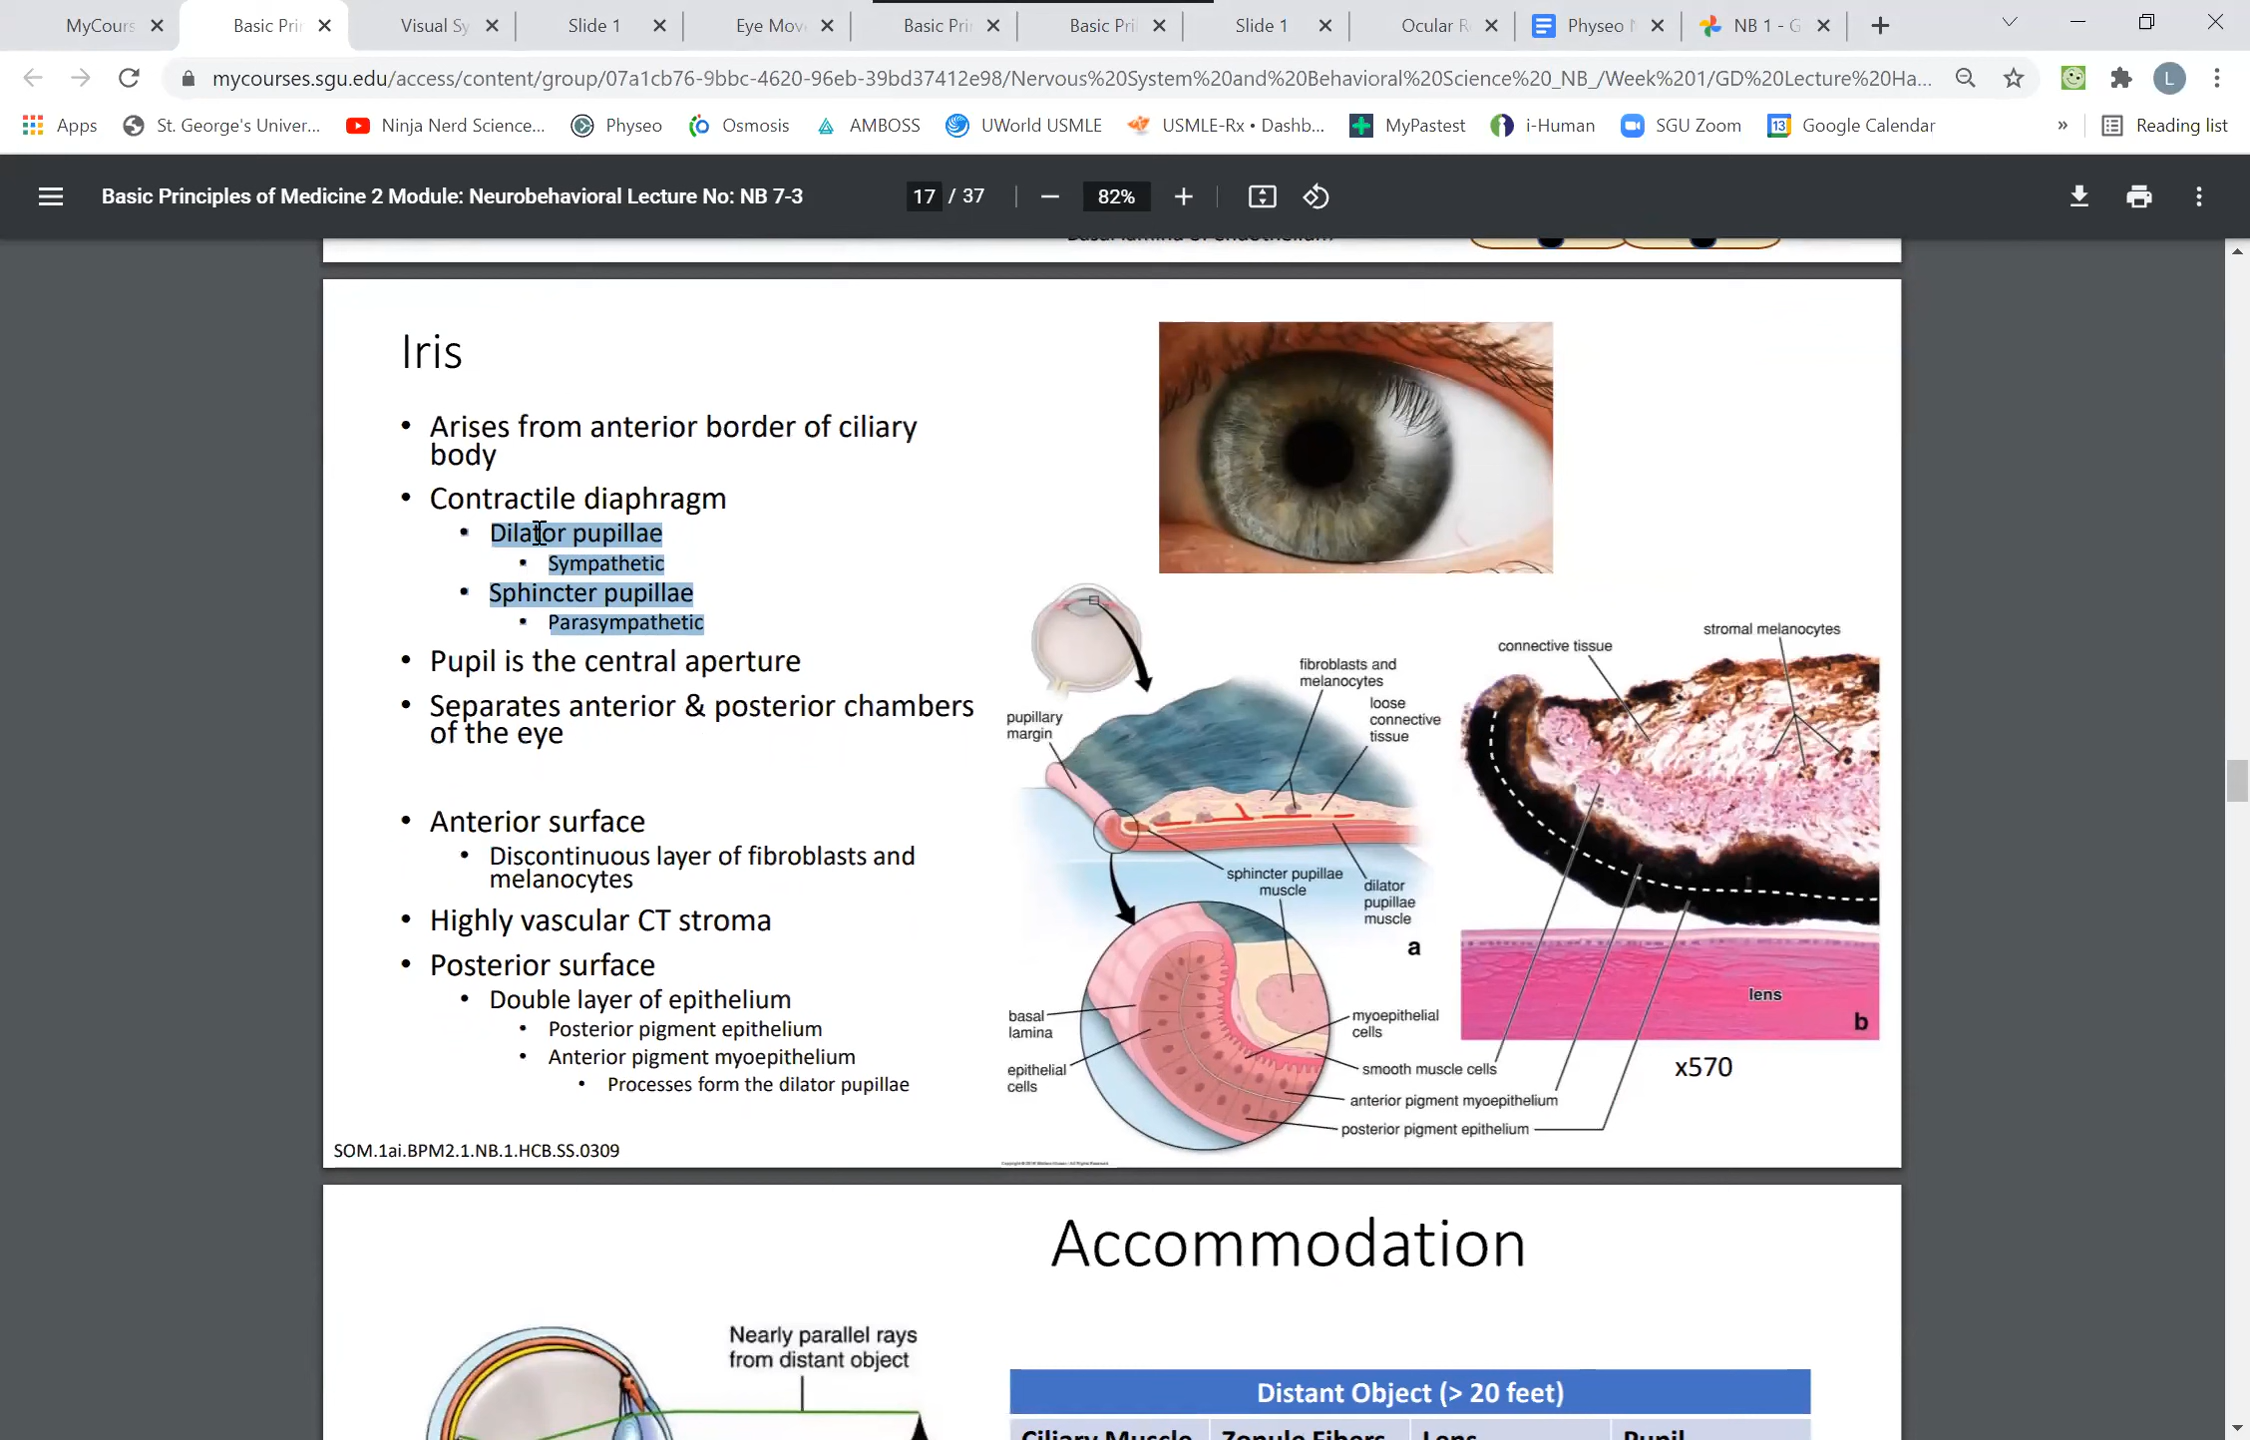 MyCours
Basic Prin
Visual Sy
Slide 1
Eye Mov
Basic Prin
Basic Pri
Slide 1
Ocular R
Physeo N
NB 1 - G
mycourses.sgu.edu/access/content/group/07a1cb76-9bbc-4620-96eb-39bd37412e98/Nervous%20System%20and%20Behavioral%20Science%20_NB_/Week%201/GD%20Lecture%20Ha...
L
Apps
St. George's Univer...
Ninja Nerd Science...
Physeo
Osmosis
AMBOSS
UWorld USMLE
USMLE-Rx • Dashb...
MyPastest
i-Human
SGU Zoom
13
Google Calendar
»
Reading list
Basic Principles of Medicine 2 Module: Neurobehavioral Lecture No: NB 7-3
17 / 37
82%
Iris
• Arises from anterior border of ciliary
body
• Contractile diaphragm
• Dilator pupillae
• Sympathetic
• Sphincter pupillae
• Parasympathetic
• Pupil is the central aperture
• Separates anterior & posterior chambers
of the eye
• Anterior surface
• Discontinuous layer of fibroblasts and
melanocytes
• Highly vascular CT stroma
• Posterior surface
• Double layer of epithelium
• Posterior pigment epithelium
• Anterior pigment myoepithelium
• Processes form the dilator pupillae
SOM.1ai.BPM2.1.NB.1.HCB.SS.0309
pupillary
margin
fibroblasts and
melanocytes
loose
connective
tissue
sphincter pupillae
muscle
dilator
pupillae
muscle
a
basal
lamina
epithelial
cells
myoepithelial
cells
smooth muscle cells
anterior pigment myoepithelium
posterior pigment epithelium
connective tissue
stromal melanocytes
lens
b
x570
Accommodation
Nearly parallel rays
from distant object
Distant Object (> 20 feet)
Ciliary Muscle
Zonule Fibers
Lens
Pupil